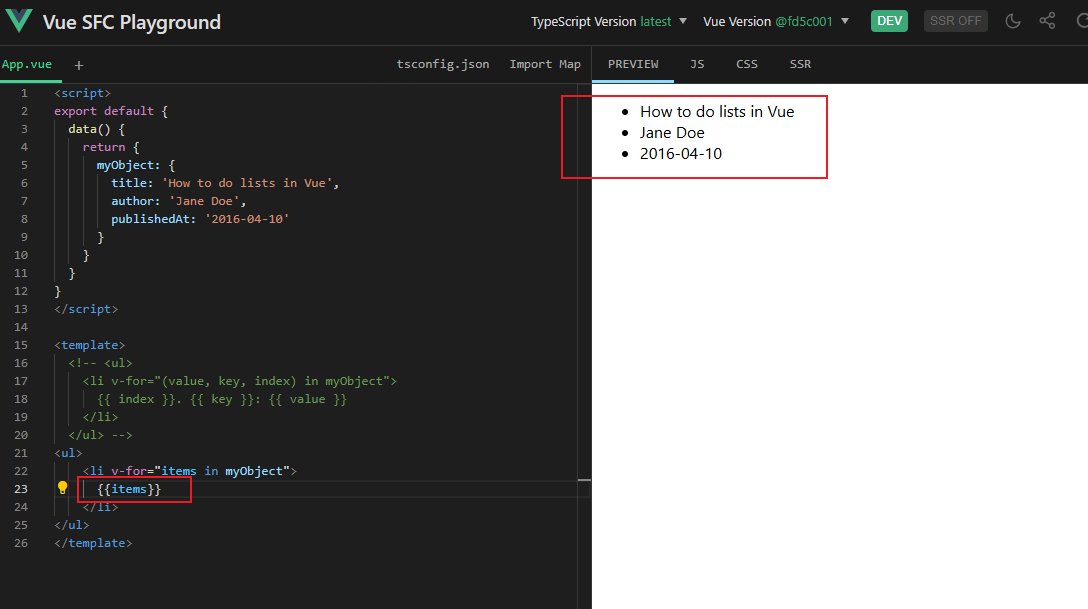 Vue SFC Playground
TypeScript Version latest Vue Version @fd5c001 DEV SSR OFF
App.vue + tsconfig.json Import Map
PREVIEW JS CSS SSR
1 <script>
2 export default {
3 data() {
4 return {
5 myObject: {
6 title: 'How to do lists in Vue',
7 author: 'Jane Doe',
8 publishedAt: '2016-04-10'
9 }
10 }
11 }
12 }
13 </script>
14
15 <template>
16 <!-- <ul>
17 <li v-for="(value, key, index) in myObject">
18 {{ index }}. {{ key }}: {{ value }}
19 </li>
20 </ul> -->
21 <ul>
22 <li v-for="items in myObject">
23 {{items}}
24 </li>
25 </ul>
26 </template>
• How to do lists in Vue
• Jane Doe
• 2016-04-10